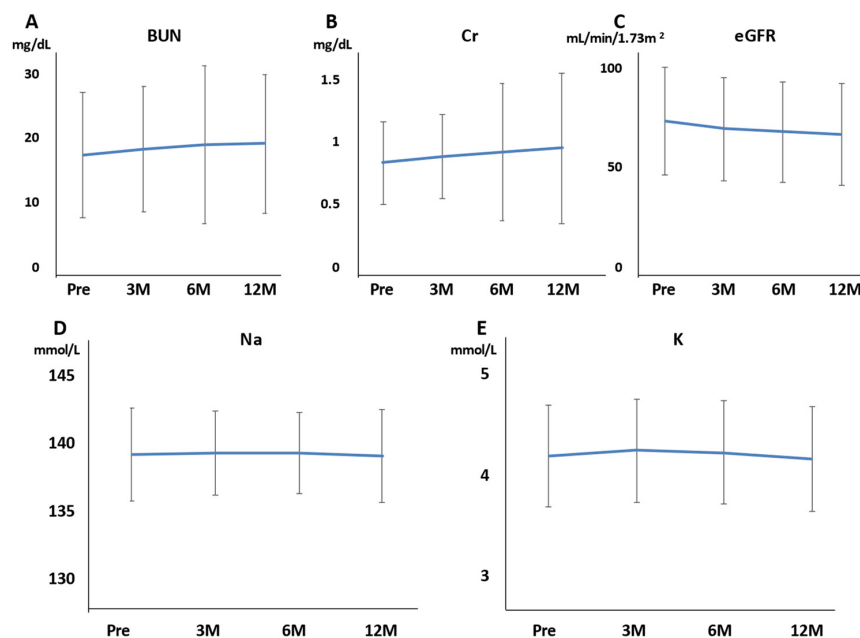 A
BUN
mg/dL
30
20
10
0
Pre 3M 6M 12M
B
Cr
mg/dL
1.5
1
0.5
0
Pre 3M 6M 12M
C
mL/min/1.73m ²
eGFR
100
50
0
Pre 3M 6M 12M
D
Na
mmol/L
145
140
135
130
Pre 3M 6M 12M
E
K
mmol/L
5
4
3
Pre 3M 6M 12M